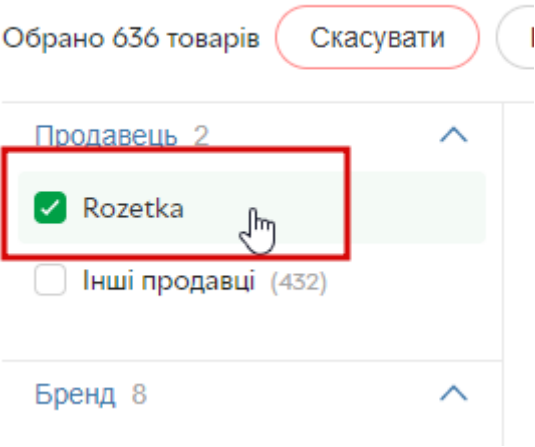 Обрано 636 товарів Скасувати
Продавець 2
Rozetka
Інші продавці (432)
Бренд 8